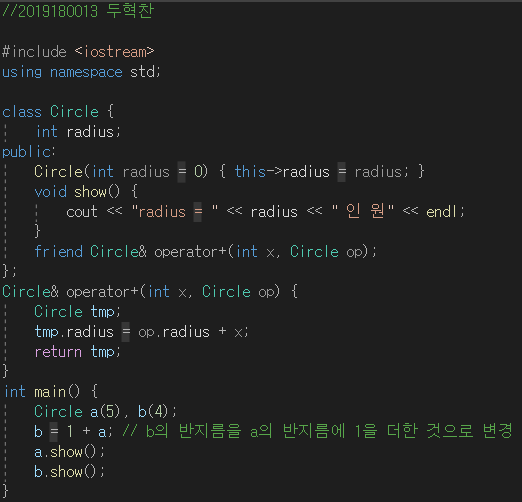 //2019180013 두혁찬
#include <iostream>
using namespace std;
class Circle {
int radius;
public:
Circle(int radius = 0) { this->radius = radius; }
void show() {
cout << "radius = " << radius << " 인 원" << endl;
}
friend Circle& operator+(int x, Circle op);
};
Circle& operator+(int x, Circle op) {
Circle tmp;
tmp.radius = op.radius + x;
return tmp;
}
int main() {
Circle a(5), b(4);
b = 1 + a; // b의 반지름을 a의 반지름에 1을 더한 것으로 변경
a.show();
b.show();
}